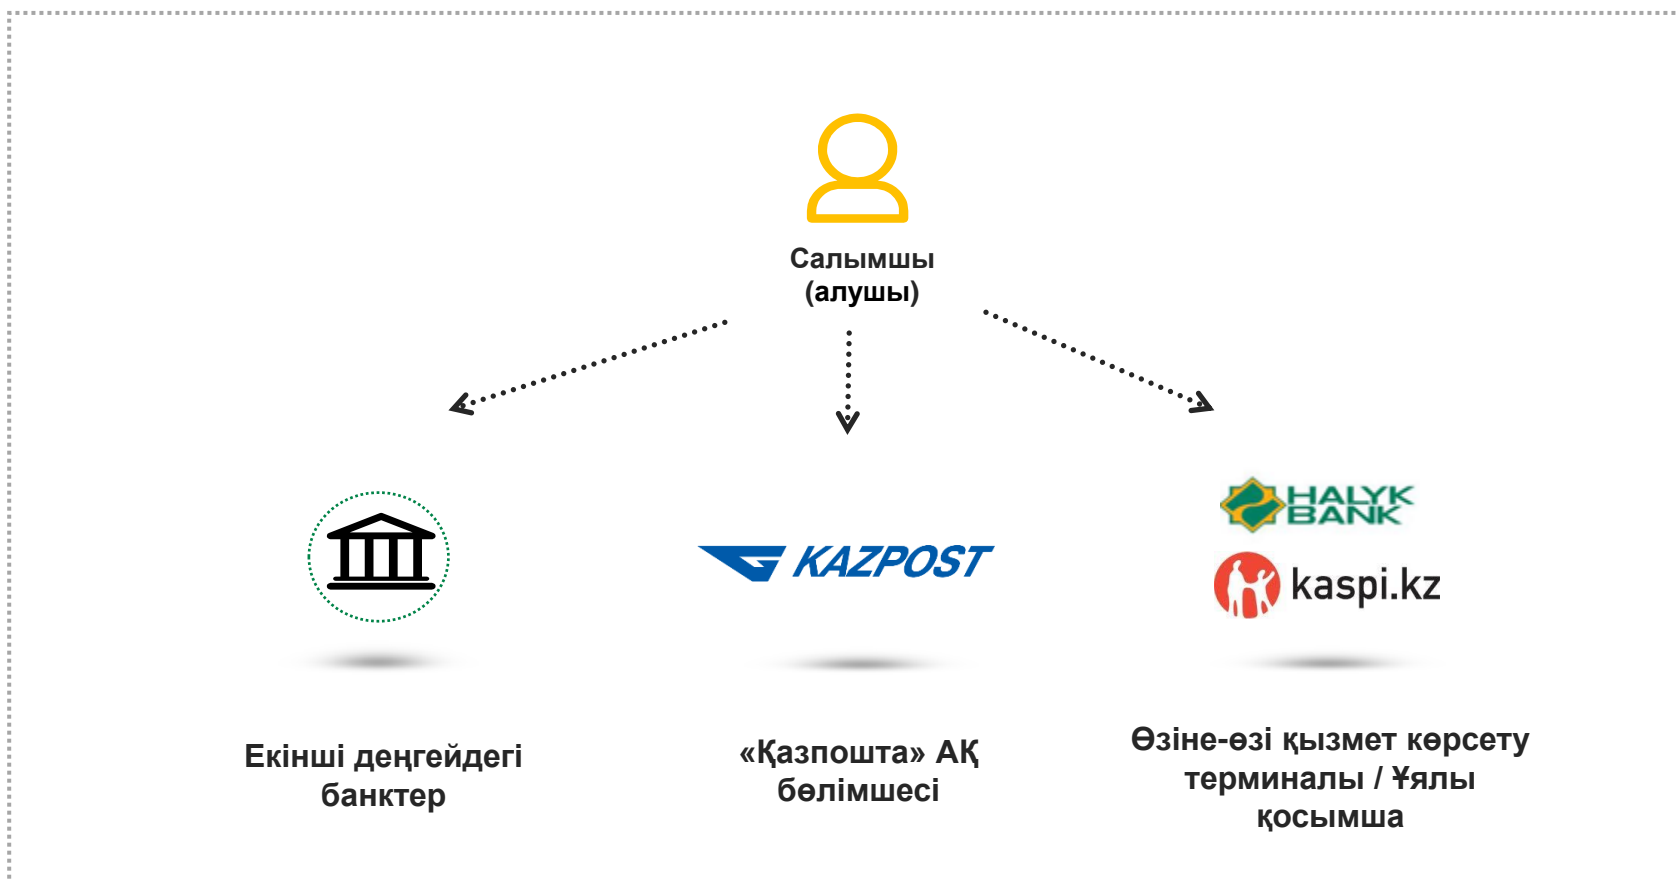 Салымшы
(алушы)
HALYK
BANK
KAZPOST
kaspi.kz
Екінші деңгейдегі
банктер
«Қазпошта» АҚ
бөлімшесі
Өзіне-өзі қызмет көрсету
терминалы / Ұялы
қосымша